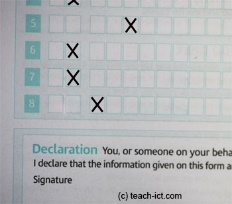 5 X
6 X
7 X
8 X
Declaration You, or someone on your beha
I declare that the information given on this form a
Signature
(c) teach-ict.com